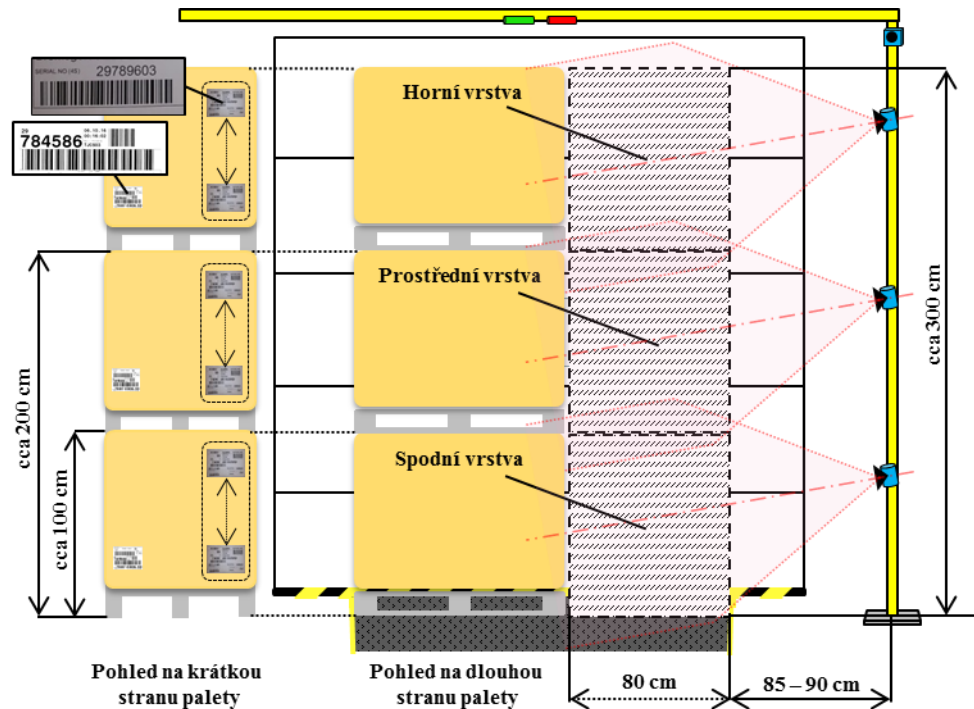 SERIAL NO (4S)
29789603
29
784586
Horní vrstva
Prostřední vrstva
Spodní vrstva
cca 200 cm
cca 100 cm
cca 300 cm
Pohled na krátkou
stranu palety
Pohled na dlouhou
stranu palety
80 cm
85 – 90 cm